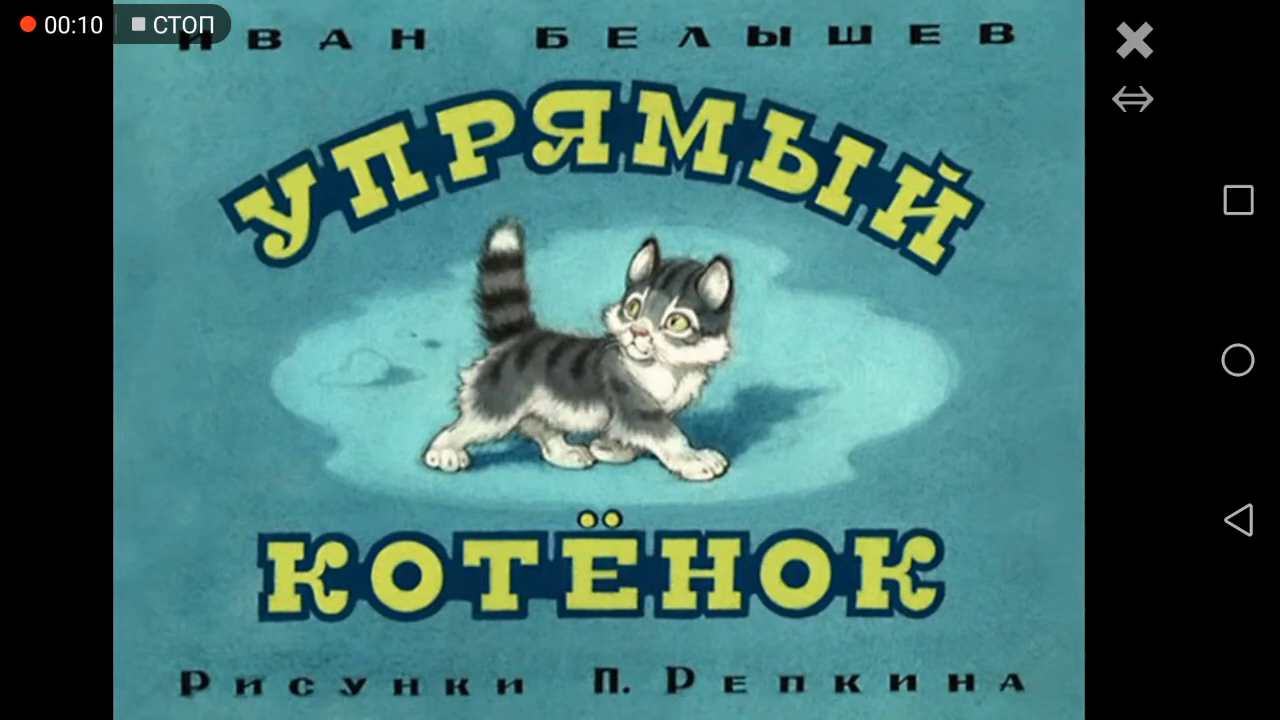 00:10 СТОП
ИВАН БЕЛЫШЕВ
УПРЯМЫЙ
КОТЁНОК
Рисунки П. Репкина